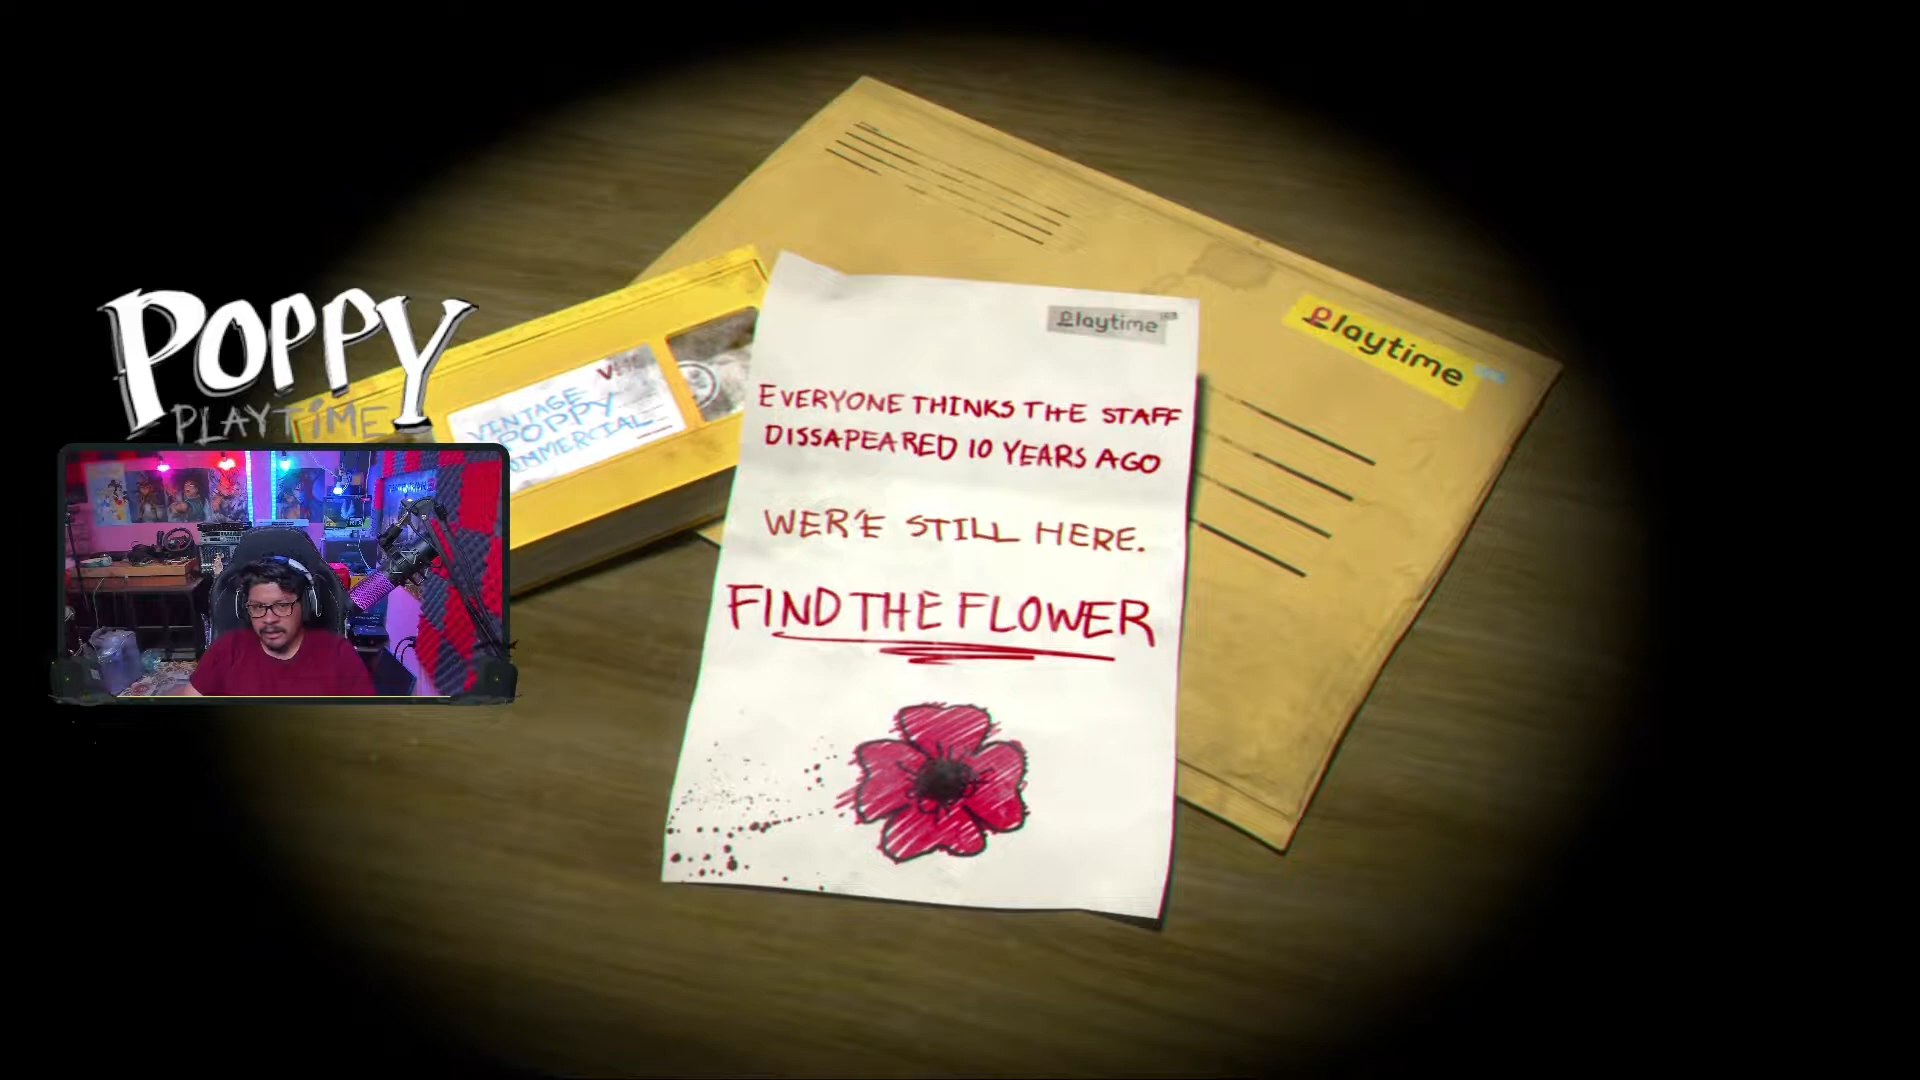 POPPY
PLAYTIME
VHS
VINTAGE
POPPY
COMMERCIAL
Playtime
Playtime
EVERYONE THINKS THE STAFF
DISSAPEARED 10 YEARS AGO
WER'E STILL HERE.
FIND THE FLOWER